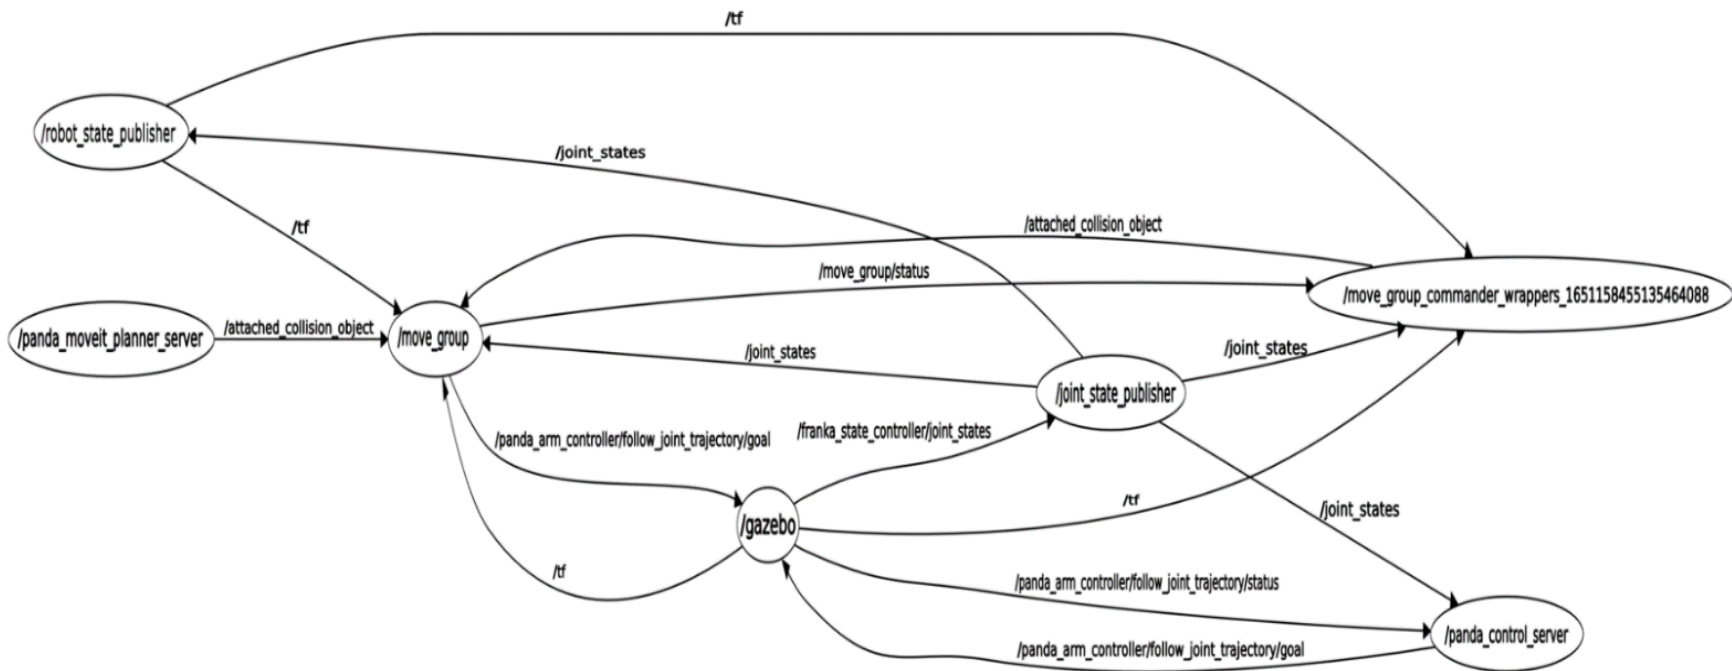 /tf
/robot_state_publisher
/joint_states
/tf
/attached_collision_object
/move_group/status
/move_group_commander_wrappers_1651158455135464088
/panda_moveit_planner_server
/attached_collision_object
/move_group
/joint_states
/joint_states
/joint_state_publisher
/panda_arm_controller/follow_joint_trajectory/goal
/franka_state_controller/joint_states
/tf
/joint_states
/gazebo
/tf
/panda_arm_controller/follow_joint_trajectory/status
/panda_control_server
/panda_arm_controller/follow_joint_trajectory/goal